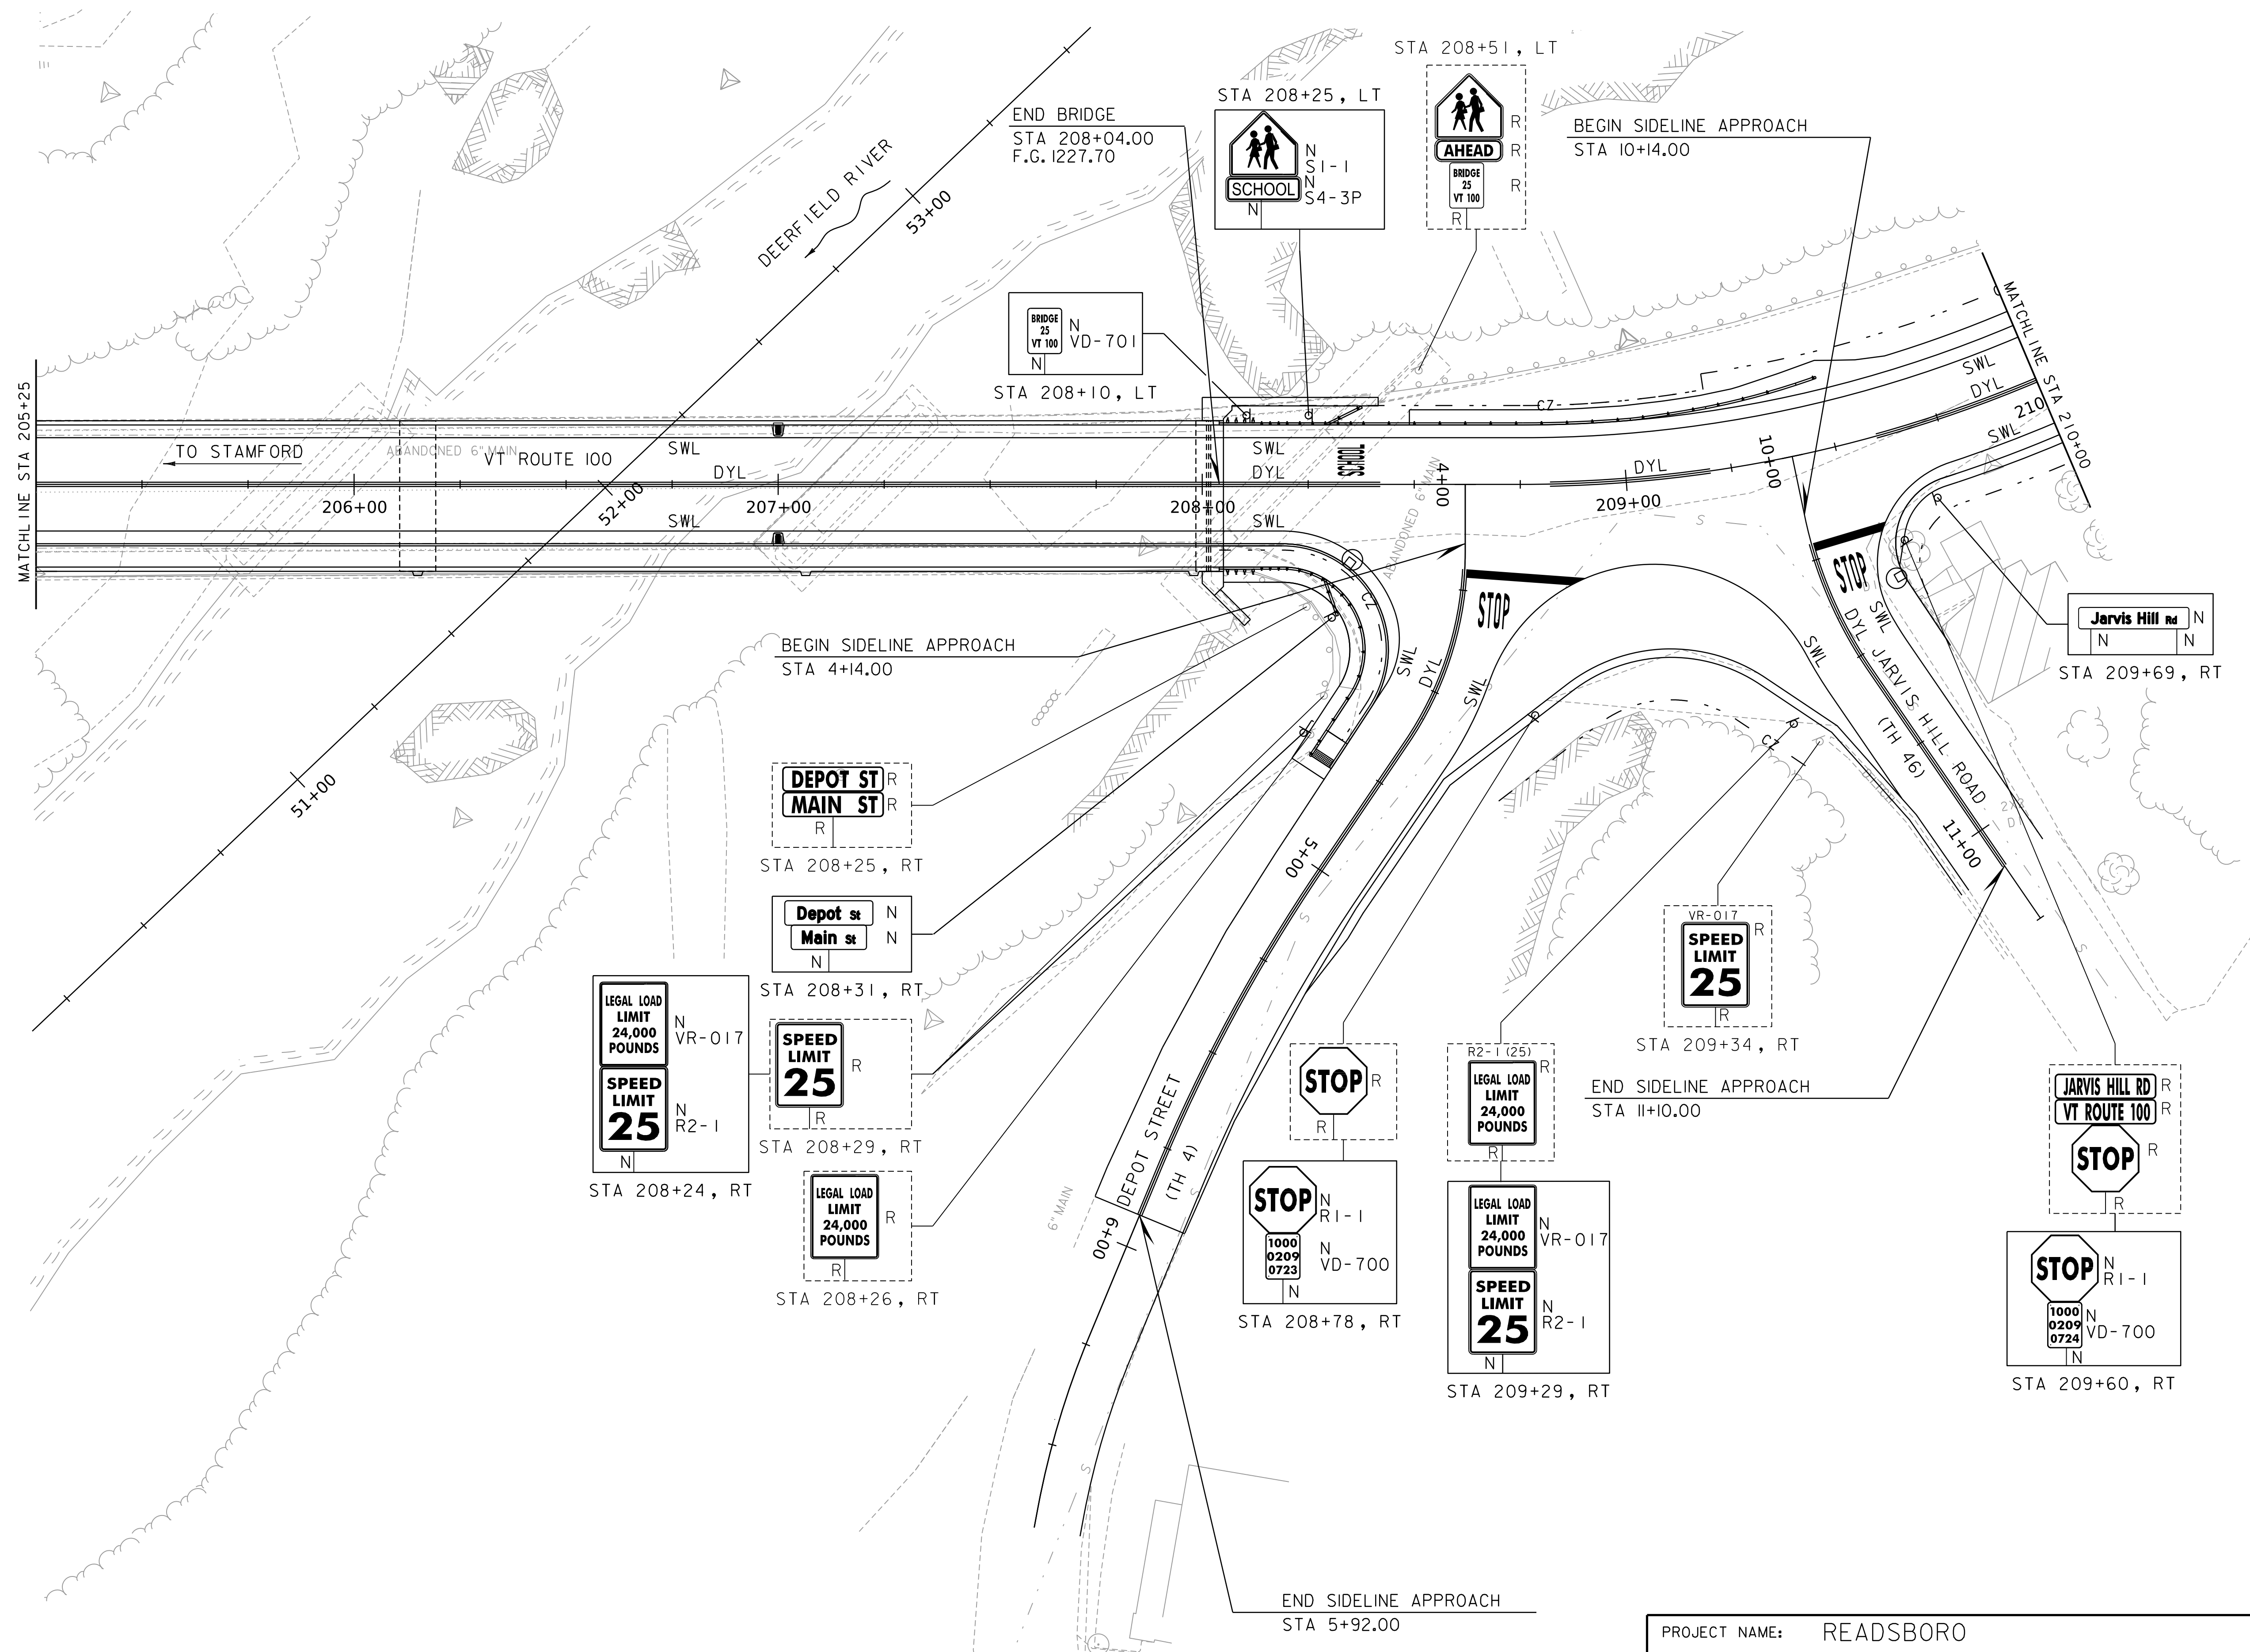 STA 208+51, LT
R
AHEAD R
BRIDGE
25
VT 100
R
R
STA 208+25, LT
N
S1-1
SCHOOL
N
S4-3P
N
END BRIDGE
STA 208+04.00
F.G. 1227.70
BEGIN SIDELINE APPROACH
STA 10+14.00
DEERFIELD RIVER
53+00
BRIDGE
25
VT 100
N
VD-701
N
STA 208+10, LT
MATCHLINE STA 205+25
MATCHLINE STA 210+00
TO STAMFORD
ABANDONED 6" MAIN
VT ROUTE 100
SWL
DYL
SWL
DYL
SCHOOL
ABANDONED 6" MAIN
CZ
4+00
DYL
10+00
SWL
DYL
210
SWL
206+00
52+00
207+00
208+00
209+00
SWL
SWL
S
CZ
STOP
STOP
SWL
DYL
SWL
SWL
SWL
DYL
JARVIS HILL ROAD
(TH 46)
Jarvis Hill Rd N
N N
STA 209+69, RT
BEGIN SIDELINE APPROACH
STA 4+14.00
S
CZ
51+00
DEPOT ST R
MAIN ST R
R
STA 208+25, RT
5+00
11+00
Depot St N
Main St N
N
STA 208+31, RT
S
S
LEGAL LOAD
LIMIT
24,000
POUNDS
N
VR-017
SPEED
LIMIT
25
N
R2-1
N
STA 208+24, RT
SPEED
LIMIT
25
R
R
STA 208+29, RT
LEGAL LOAD
LIMIT
24,000
POUNDS
R
R
STA 208+26, RT
VR-017
SPEED
LIMIT
25
R
R
STA 209+34, RT
END SIDELINE APPROACH
STA 11+10.00
STOP R
R
STOP
N
R1-1
1000
0209
0723
N
VD-700
N
STA 208+78, RT
R2-1 (25)
LEGAL LOAD
LIMIT
24,000
POUNDS
R
R
LEGAL LOAD
LIMIT
24,000
POUNDS
N
VR-017
SPEED
LIMIT
25
N
R2-1
N
STA 209+29, RT
JARVIS HILL RD R
VT ROUTE 100 R
STOP R
R
STOP
N
R1-1
1000
0209
0724
N
VD-700
N
STA 209+60, RT
DEPOT STREET
(TH 4)
6" MAIN
6+00
S
S
END SIDELINE APPROACH
STA 5+92.00
PROJECT NAME: READSBORO